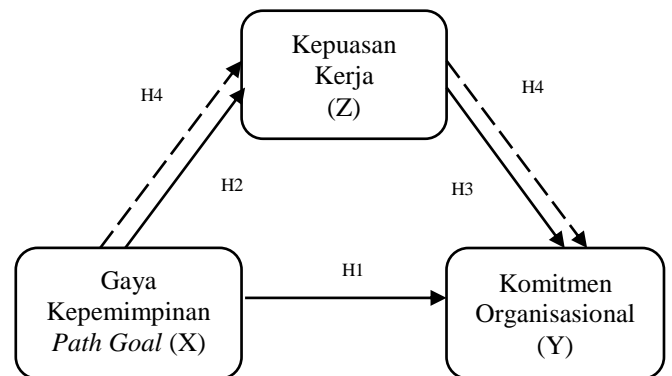 Kepuasan
Kerja
(Z)
H4
H4
H2
H3
Gaya
Kepemimpinan
Path Goal (X)
H1
Komitmen
Organisasional
(Y)